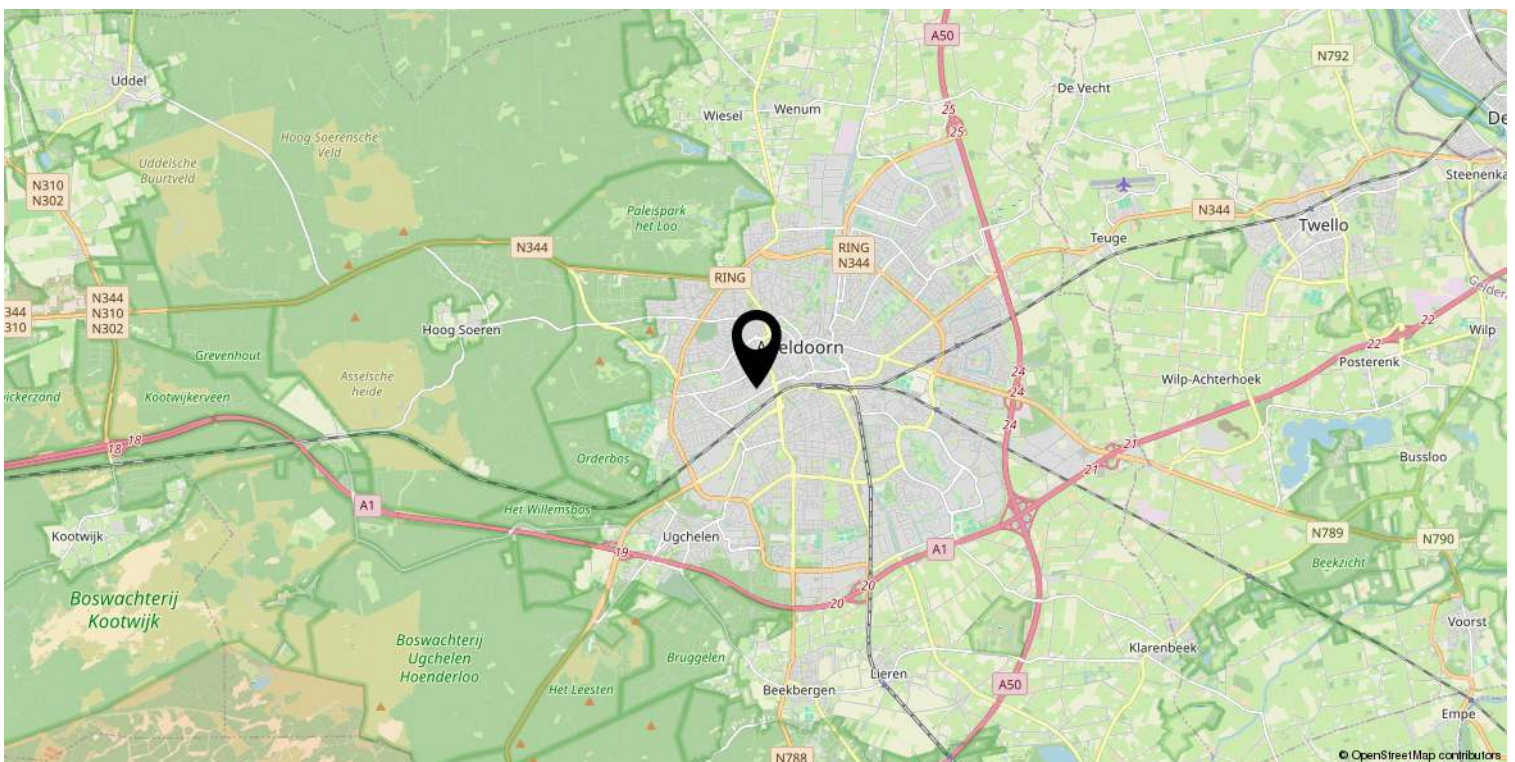 A50
N792
Uddel
De Vecht
Wenum
Wiesel
25
De
25
Hoog Soerensche
Veld
Uddelsche
Buurtveld
Steenenka
N310
N302
N344
Paleispark
het Loo
Twello
Teuge
N344
RING
N344
RING
Gelden
N344
N310
N302
344
310
22
Wilp
Hoog Soeren
22
eldoorn
Grevenhout
Posterenk
24
Asselsche
heide
Wilp-Achterhoek
24
Kootwijkerveen
ickerzand
24
18
18
21
Bussloo
Orderbos
21
A1
Het Willemsbos
Kootwijk
Ugchelen
N789
N790
19
A1
Beekzicht
20
Boswachterij
Kootwijk
20
Voorst
Boswachterij
Ugchelen
Hoenderloo
Klarenbeek
Bruggelen
Lieren
A50
Het Leesten
Beekbergen
Empe
N788
© OpenStreetMap contributors